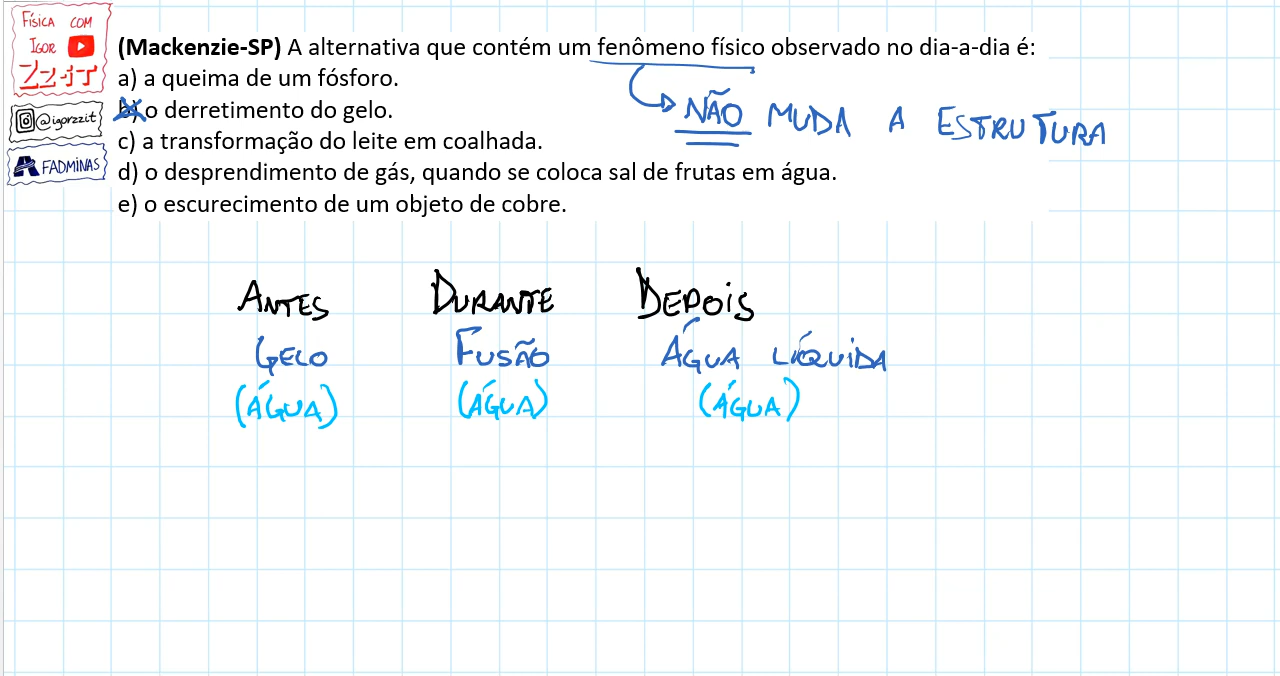 FÍSICA COM
IGOR
ZZiT
@igorzzit
FADMINAS
(Mackenzie-SP) A alternativa que contém um fenômeno físico observado no dia-a-dia é:
a) a queima de um fósforo.
b) o derretimento do gelo.
c) a transformação do leite em coalhada.
d) o desprendimento de gás, quando se coloca sal de frutas em água.
e) o escurecimento de um objeto de cobre.
NÃO MUDA A ESTRUTURA
ANTES DURANTE DEPOiS
GELO FUSÃO ÁGUA LÍQUiDA
(ÁGUA) (ÁGUA) (ÁGUA)